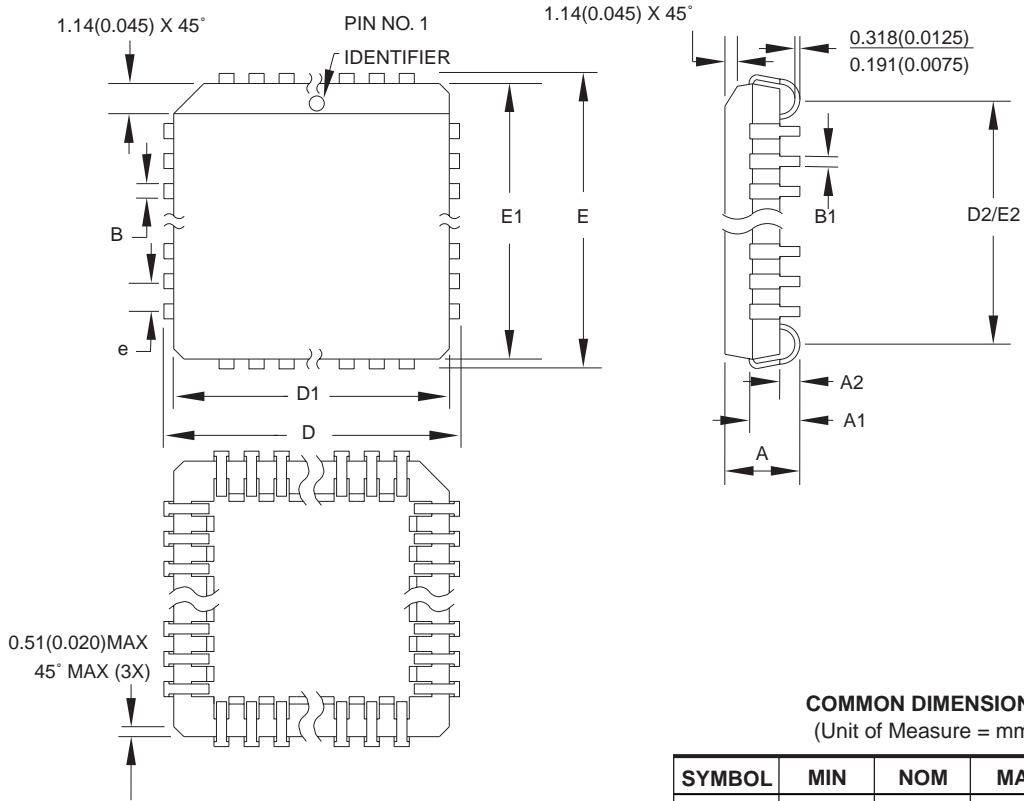 1.14(0.045) X 45˚
PIN NO. 1
IDENTIFIER
1.14(0.045) X 45˚
0.318(0.0125)
0.191(0.0075)
B
e
E1
E
B1
D2/E2
D1
D
A2
A1
A
0.51(0.020)MAX
45˚ MAX (3X)
COMMON DIMENSION
(Unit of Measure = mm
SYMBOL MIN NOM MA